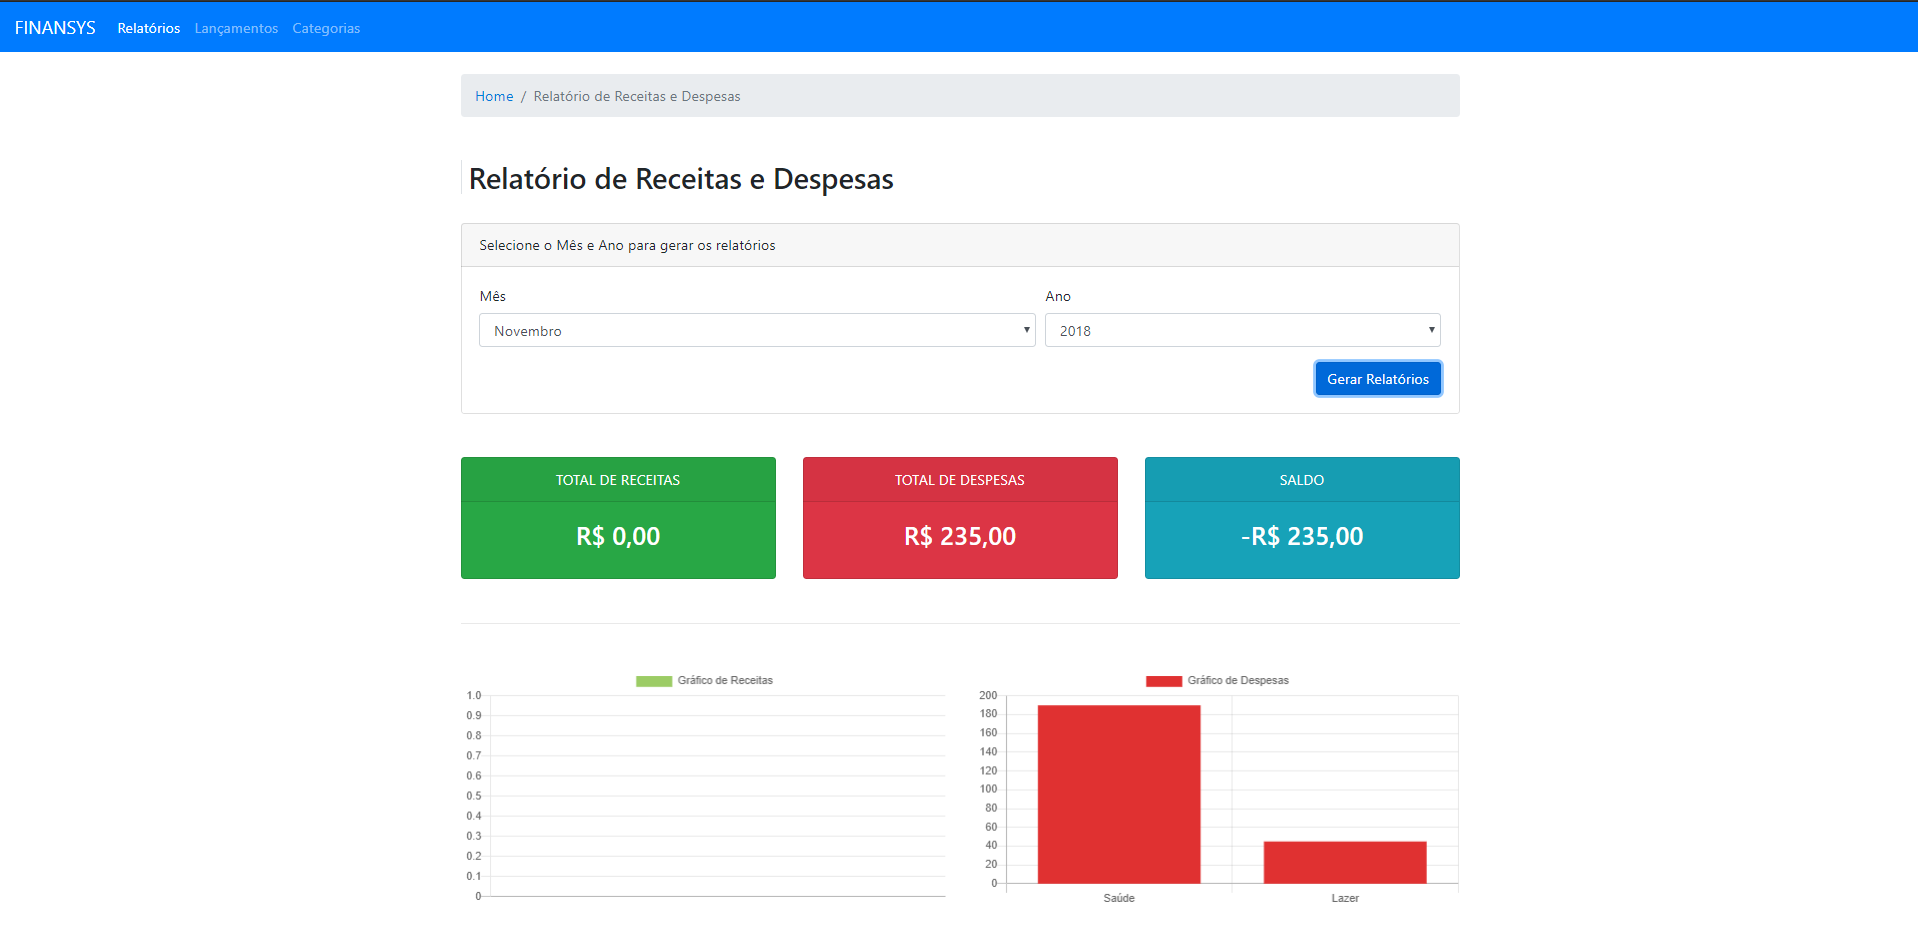 FINANSYS Relatórios Lançamentos Categorias
Home / Relatório de Receitas e Despesas
Relatório de Receitas e Despesas
Selecione o Mês e Ano para gerar os relatórios
Mês Ano
Novembro 2018
Gerar Relatórios
TOTAL DE RECEITAS TOTAL DE DESPESAS SALDO
R$ 0,00 R$ 235,00 -R$ 235,00
Gráfico de Receitas
1.0
0.9
0.8
0.7
0.6
0.5
0.4
0.3
0.2
0.1
0
Gráfico de Despesas
200
180
160
140
120
100
80
60
40
20
0
Saúde Lazer